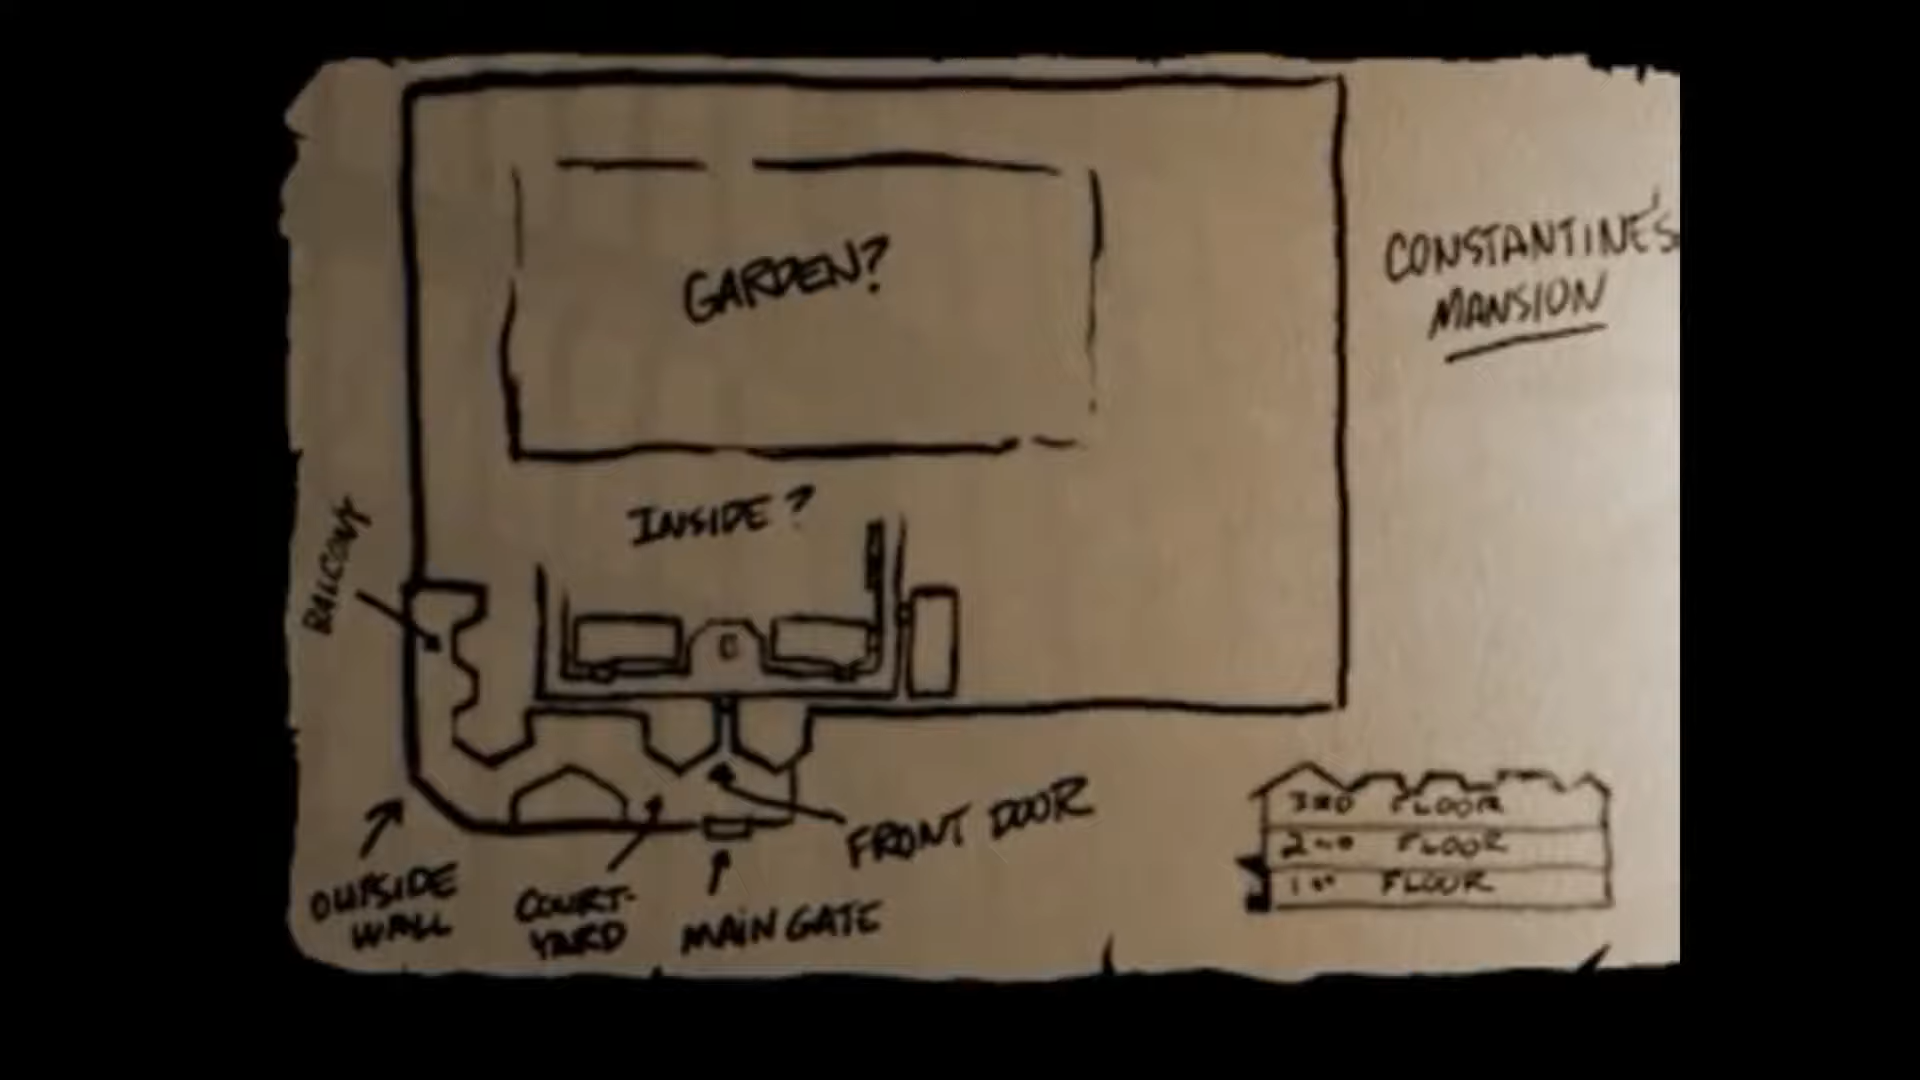 CONSTANTINE'S
MANSION
GARDEN?
INSIDE?
BALCONY
FRONT DOOR
OUTSIDE
WALL
COURT-
YARD
MAIN GATE
3RD FLOOR
2ND FLOOR
1ST FLOOR